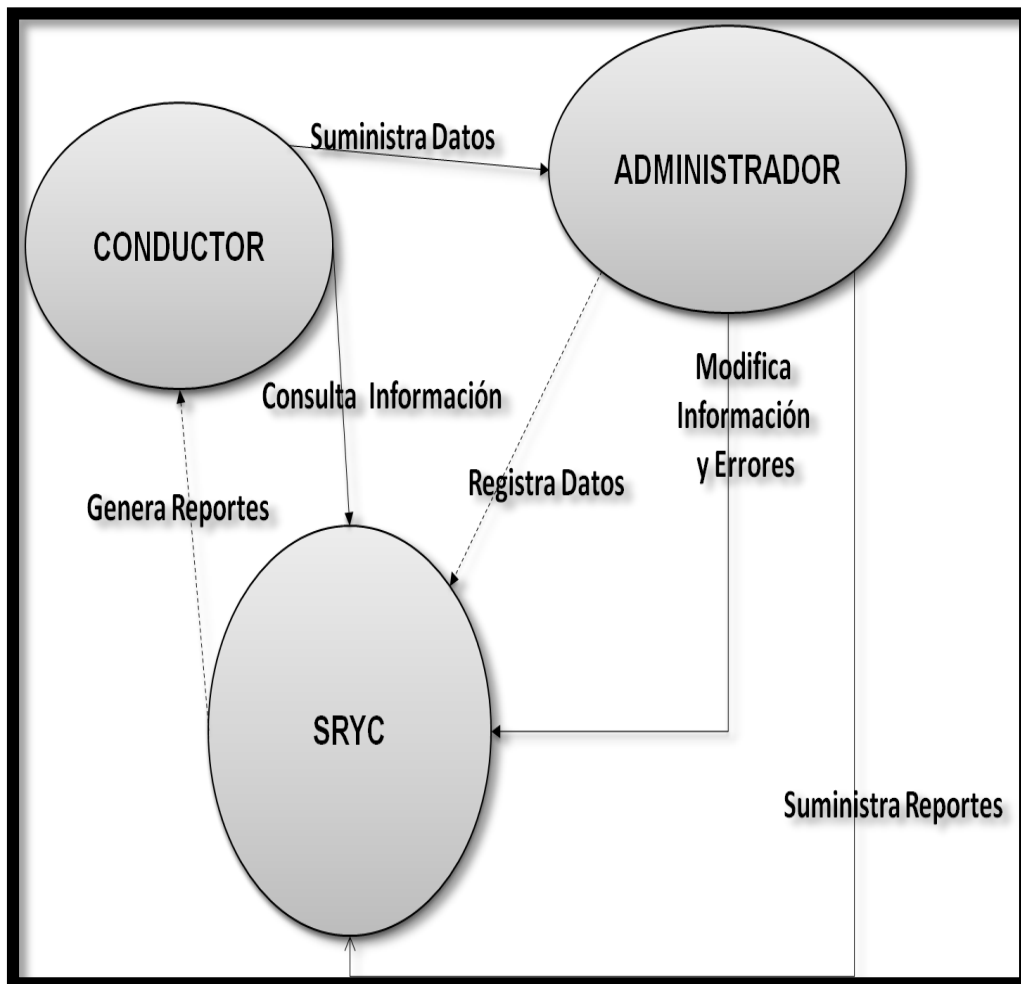 Suministra Datos
ADMINISTRADOR
CONDUCTOR
Modifica
Información
y Errores
Consulta Información
Registra Datos
Genera Reportes
SRYC
Suministra Reportes